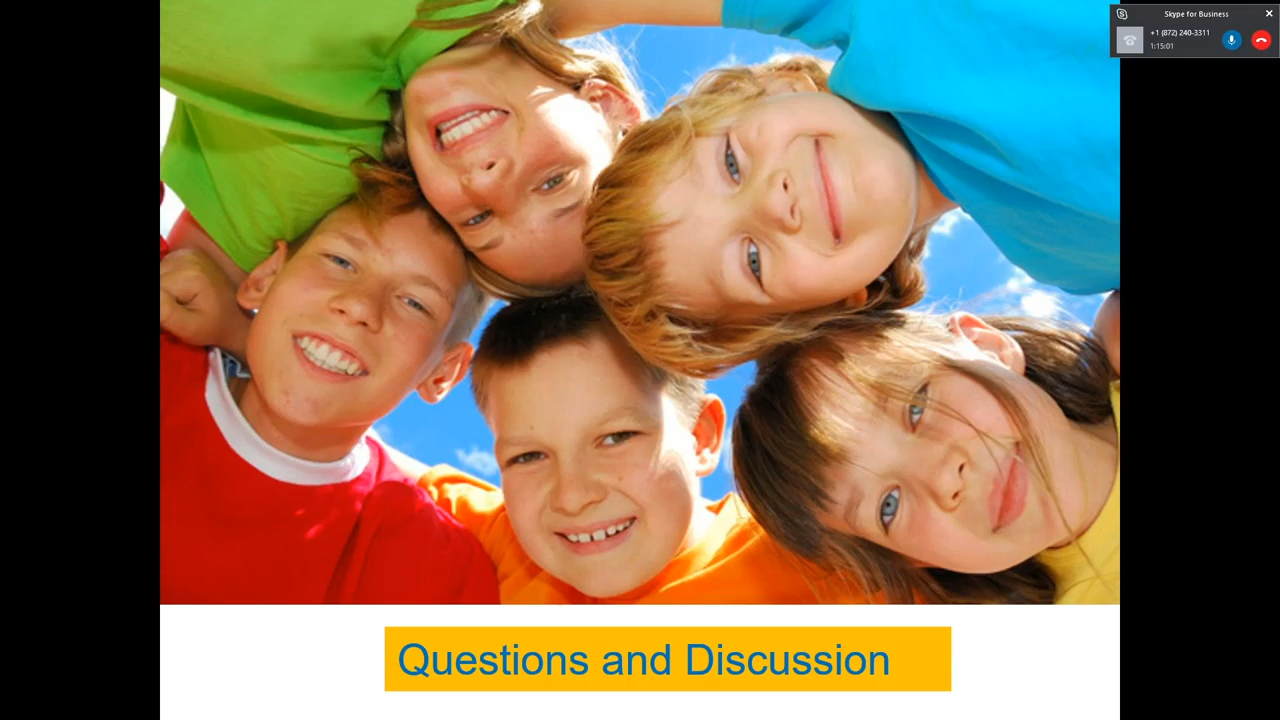 Skype for Business
+1 (872) 240-3311
1:15:01
Questions and Discussion